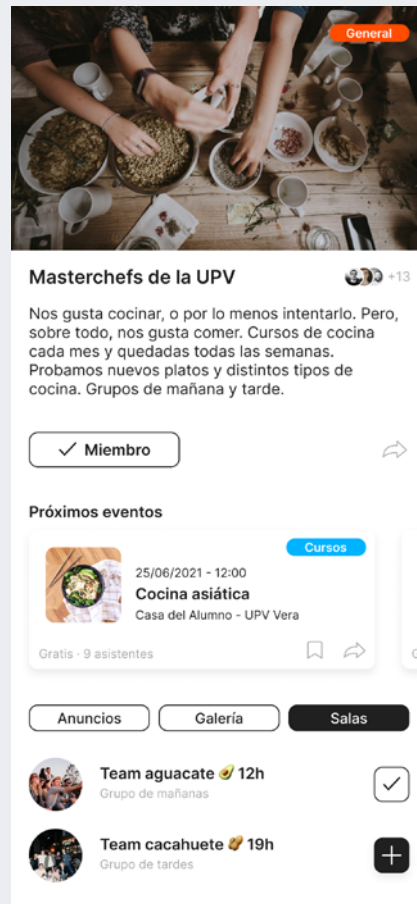 General
Masterchefs de la UPV
+13
Nos gusta cocinar, o por lo menos intentarlo. Pero,
sobre todo, nos gusta comer. Cursos de cocina
cada mes y quedadas todas las semanas.
Probamos nuevos platos y distintos tipos de
cocina. Grupos de mañana y tarde.
Miembro
Próximos eventos
Cursos
25/06/2021 - 12:00
Cocina asiática
Casa del Alumno - UPV Vera
Gratis · 9 asistentes
Anuncios
Galería
Salas
Team aguacate 🥑 12h
Grupo de mañanas
Team cacahuete 🥜 19h
Grupo de tardes